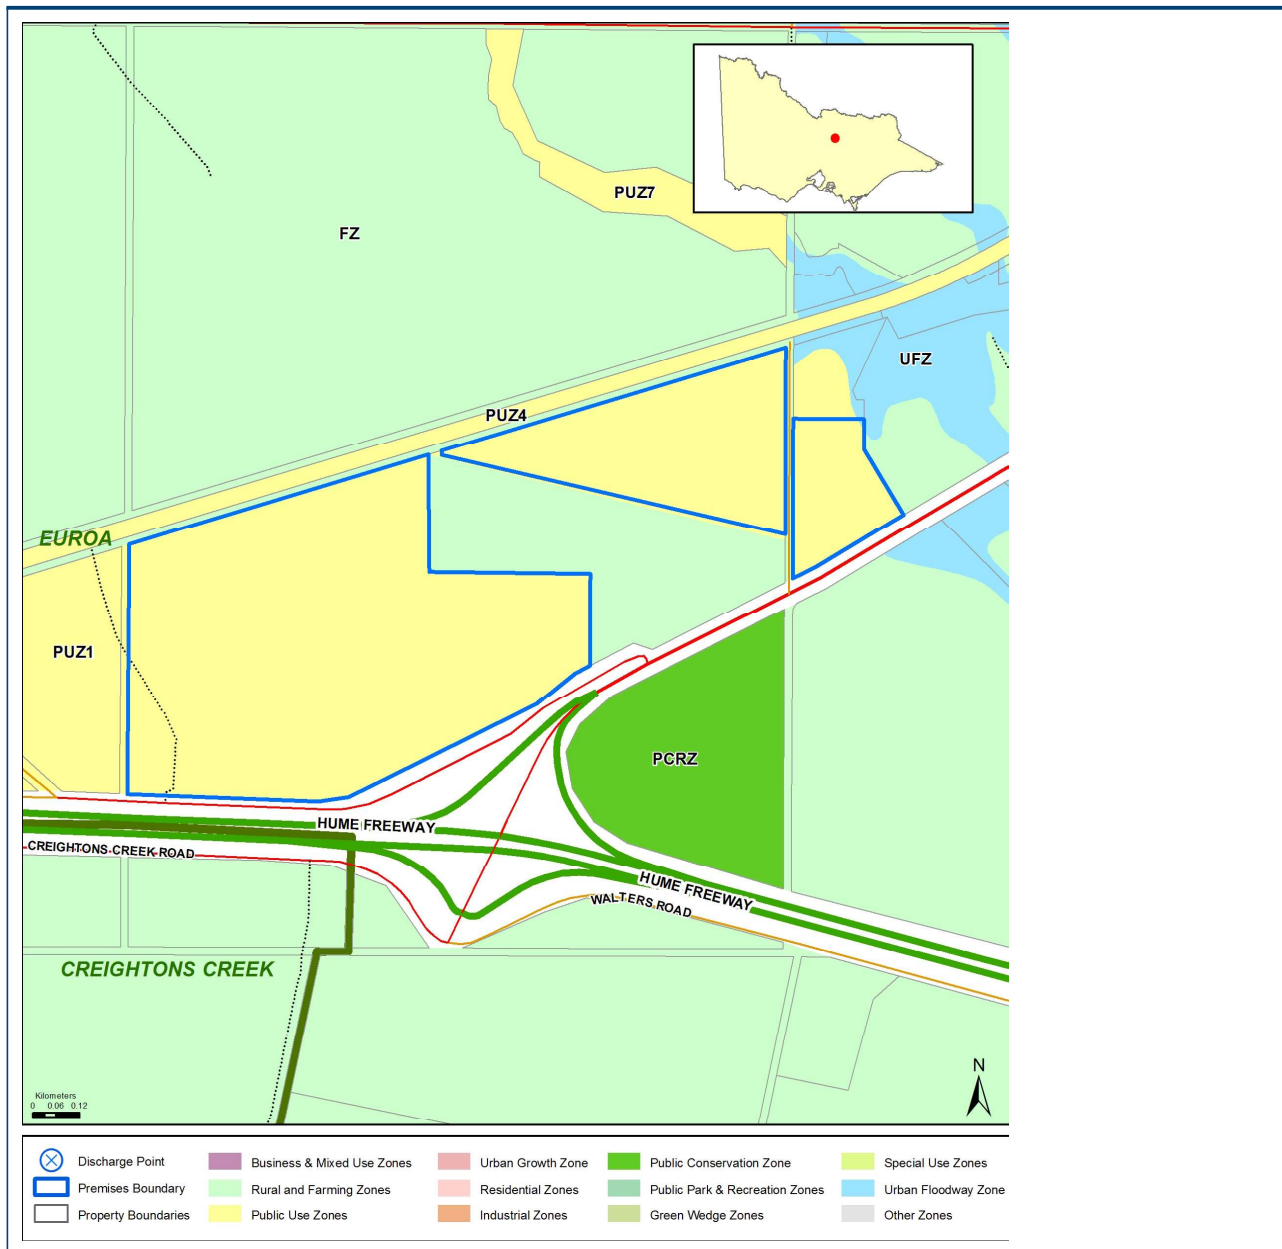 PUZ7
FZ
UFZ
PUZ4
EUROA
PUZ1
PCRZ
HUME FREEWAY
CREIGHTONS CREEK ROAD
HUME FREEWAY
WALTERS ROAD
CREIGHTONS CREEK
N
Kilometers
0 0.06 0.12
Discharge Point
Business & Mixed Use Zones
Urban Growth Zone
Public Conservation Zone
Special Use Zones
Premises Boundary
Rural and Farming Zones
Residential Zones
Public Park & Recreation Zones
Urban Floodway Zone
Property Boundaries
Public Use Zones
Industrial Zones
Green Wedge Zones
Other Zones